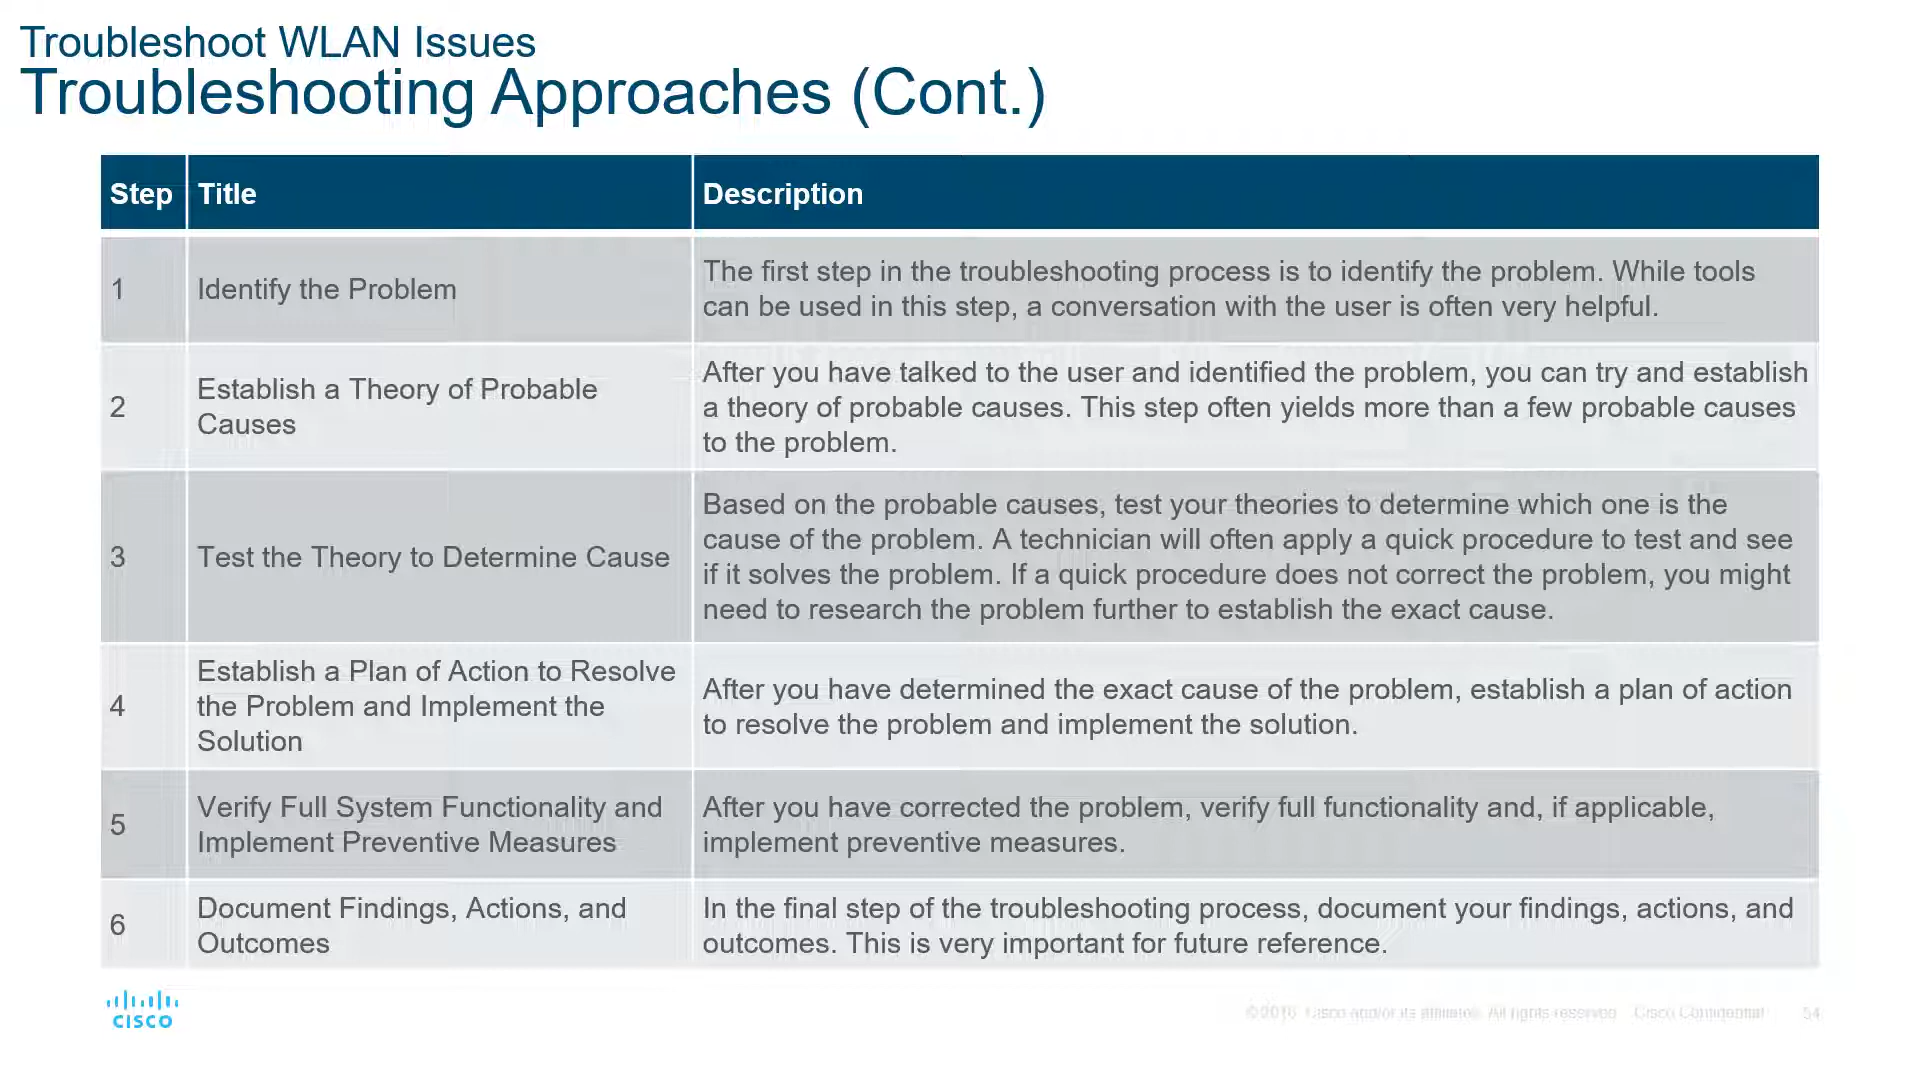 Troubleshoot WLAN Issues
Troubleshooting Approaches (Cont.)
Step Title Description
1 Identify the Problem
The first step in the troubleshooting process is to identify the problem. While tools
can be used in this step, a conversation with the user is often very helpful.
2
Establish a Theory of Probable
Causes
After you have talked to the user and identified the problem, you can try and establish
a theory of probable causes. This step often yields more than a few probable causes
to the problem.
3 Test the Theory to Determine Cause
Based on the probable causes, test your theories to determine which one is the
cause of the problem. A technician will often apply a quick procedure to test and see
if it solves the problem. If a quick procedure does not correct the problem, you might
need to research the problem further to establish the exact cause.
4
Establish a Plan of Action to Resolve
the Problem and Implement the
Solution
After you have determined the exact cause of the problem, establish a plan of action
to resolve the problem and implement the solution.
5
Verify Full System Functionality and
Implement Preventive Measures
After you have corrected the problem, verify full functionality and, if applicable,
implement preventive measures.
6
Document Findings, Actions, and
Outcomes
In the final step of the troubleshooting process, document your findings, actions, and
outcomes. This is very important for future reference.
CISCO
Cisco and/or its affiliates. All rights reserved. Cisco Confidential 54